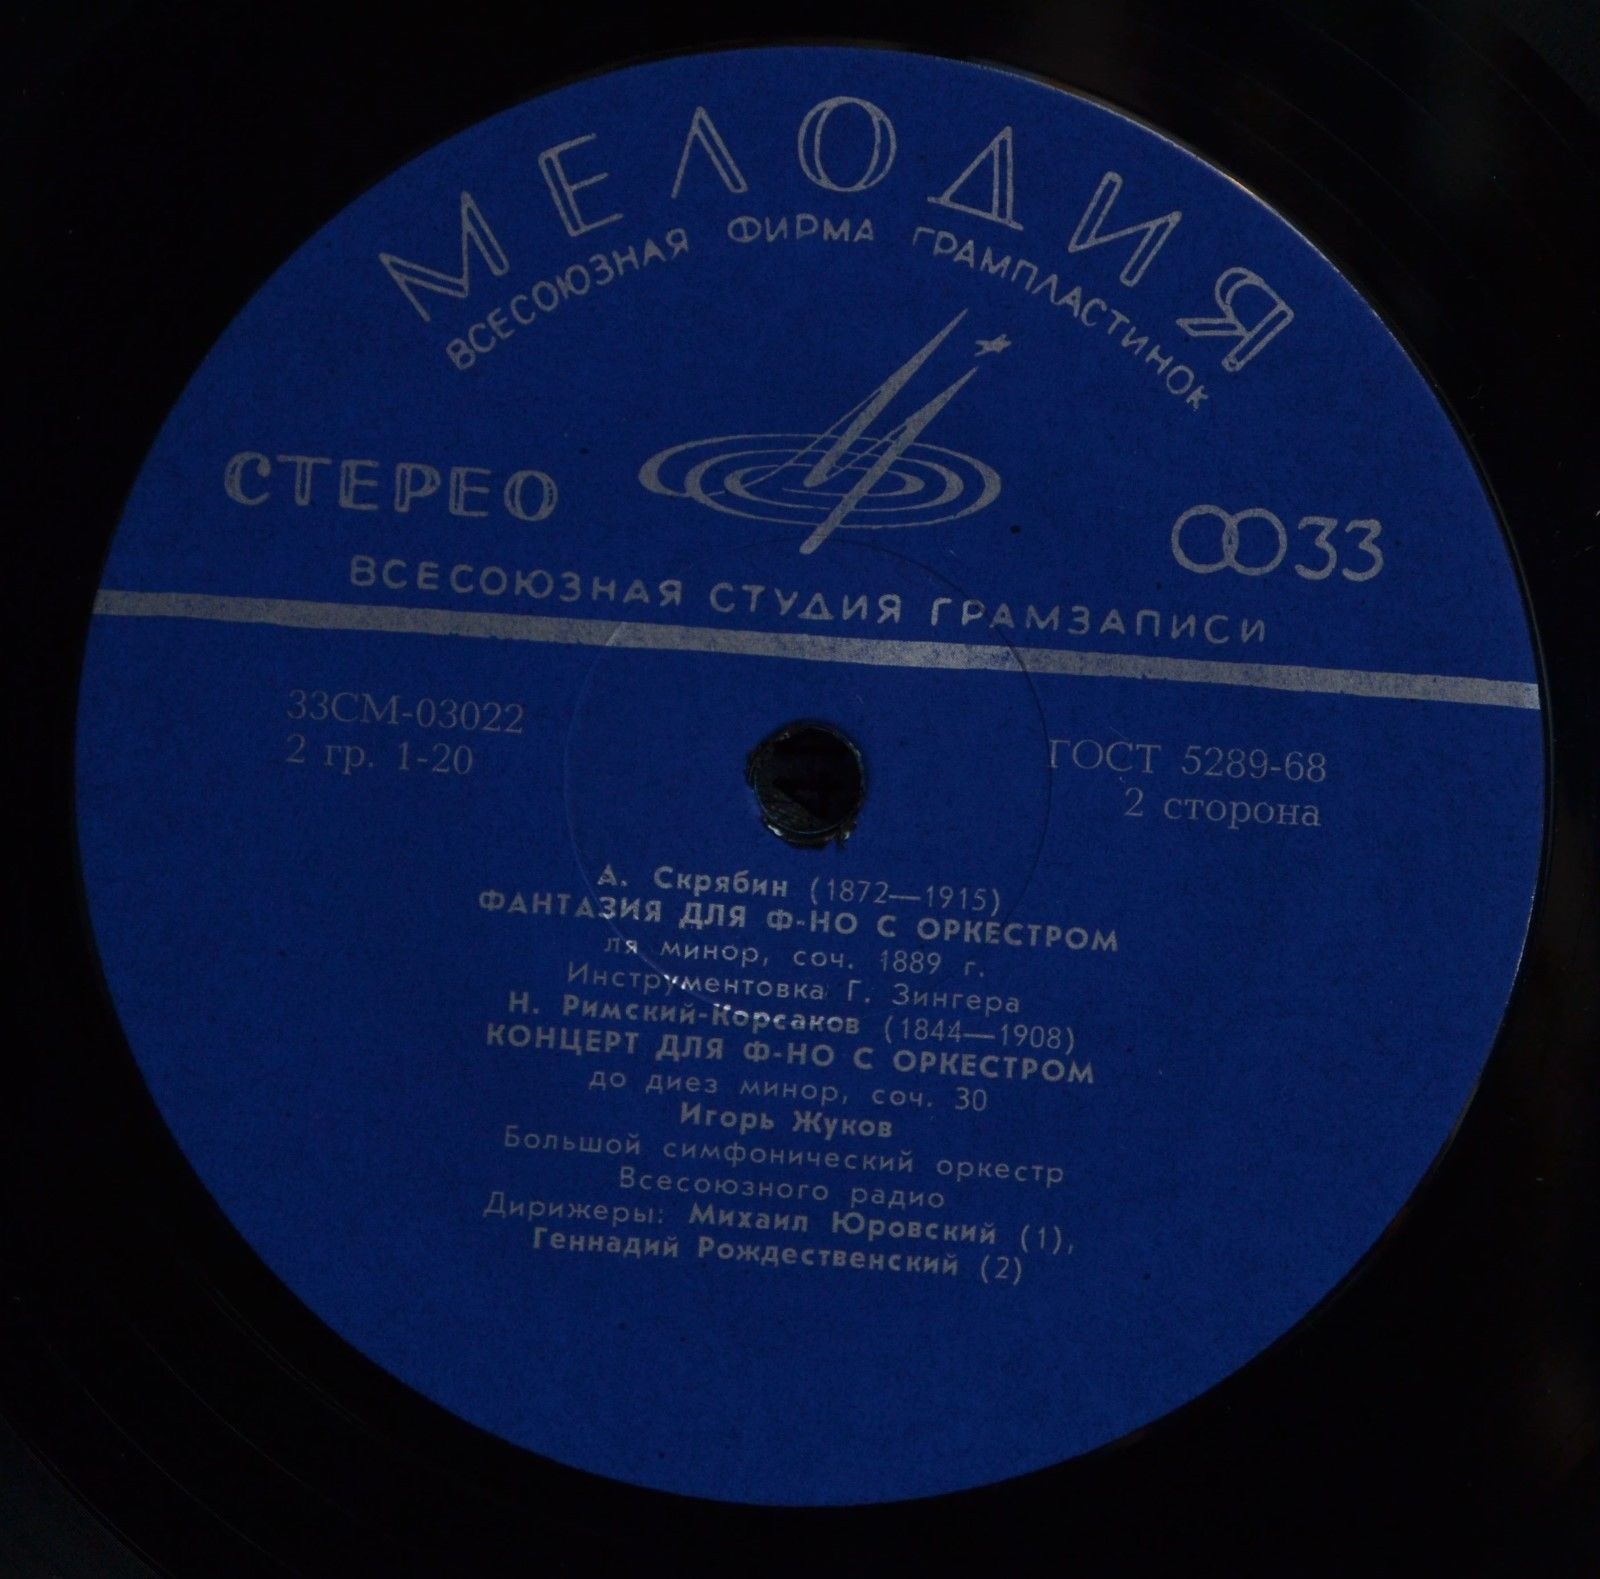 МЕЛОДИЯ
ВСЕСОЮЗНАЯ ФИРМА ГРАМПЛАСТИНОК
СТЕРЕО
33
ВСЕСОЮЗНАЯ СТУДИЯ ГРАМЗАПИСИ
33СМ-03022
2 гр. 1-20
ГОСТ 5289-68
2 сторона
А. Скрябин (1872—1915)
ФАНТАЗИЯ ДЛЯ Ф-НО С ОРКЕСТРОМ
ля минор, соч. 1889 г.
Инструментовка Г. Зингера
Н. Римский-Корсаков (1844—1908)
КОНЦЕРТ ДЛЯ Ф-НО С ОРКЕСТРОМ
до диез минор, соч. 30
Игорь Жуков
Большой симфонический оркестр
Всесоюзного радио
Дирижеры: Михаил Юровский (1),
Геннадий Рождественский (2)